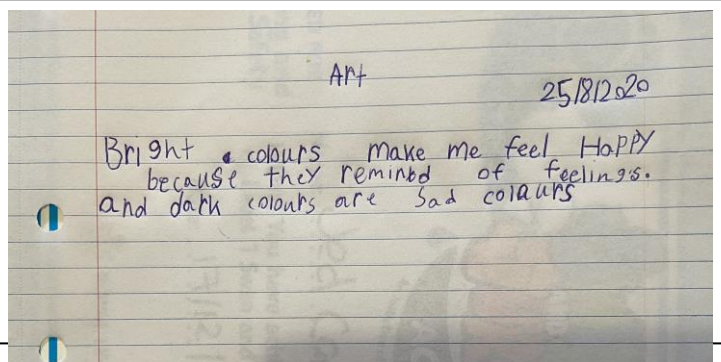 Art
25/8/2020
Bright colours make me feel Happy
because they reminbd of feelings.
and dark colours are Sad colaurs